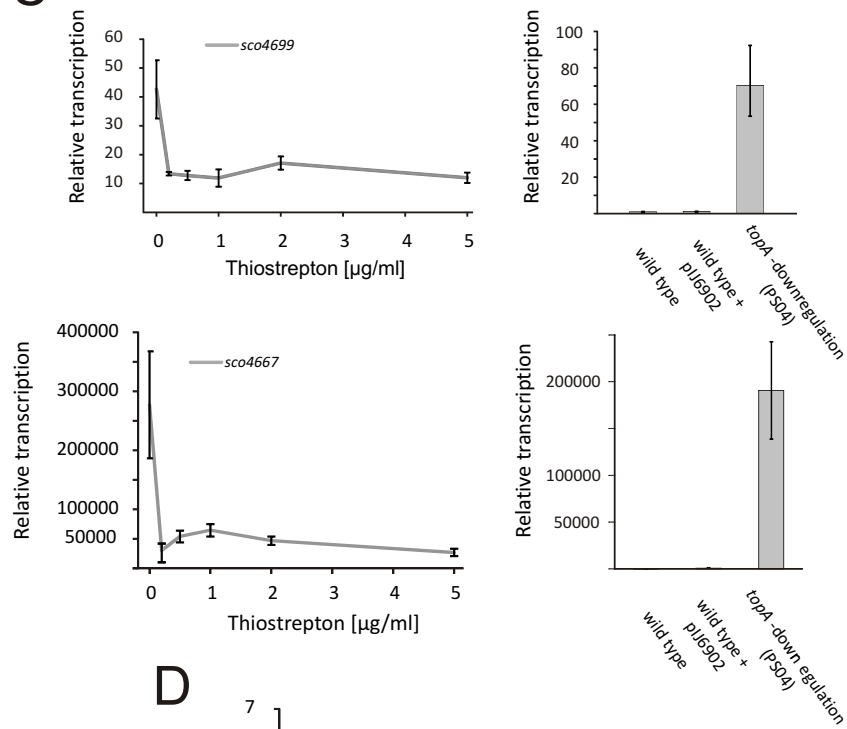 Relative transcription
60
50
40
30
20
10
sco4699
0 1 2 3 4 5
Thiostrepton [µg/ml]
Relative transcription
100
80
60
40
20
wild type
wild type +
pIJ6902
topA -downregulation
(PS04)
Relative transcription
400000
300000
200000
100000
50000
sco4667
0 1 2 3 4 5
Thiostrepton [µg/ml]
Relative transcription
200000
100000
50000
wild type
wild type +
pIJ6902
topA -down egulation
(PS04)
D
7